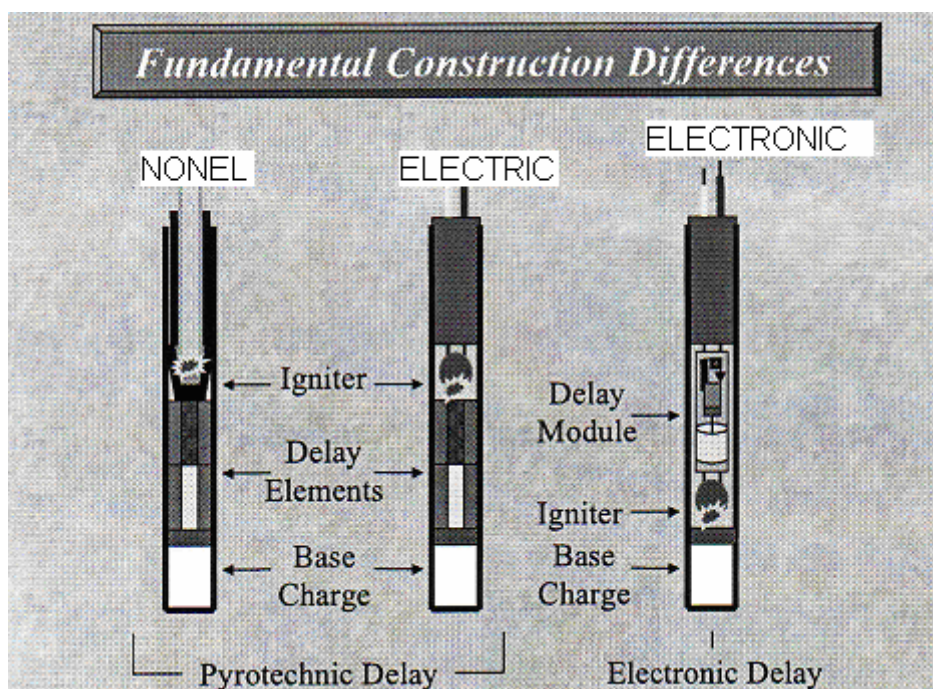 Fundamental Construction Differences
NONEL
ELECTRIC
ELECTRONIC
Igniter
Delay
Elements
Base
Charge
Delay
Module
Igniter
Base
Charge
Pyrotechnic Delay
Electronic Delay